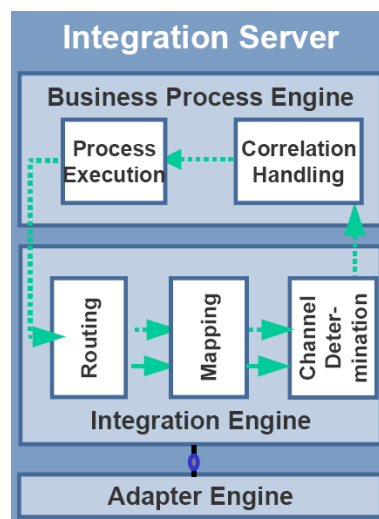 Integration Server
Business Process Engine
Process
Execution
Correlation
Handling
Routing
Mapping
Channel
Deter-
mination
Integration Engine
Adapter Engine